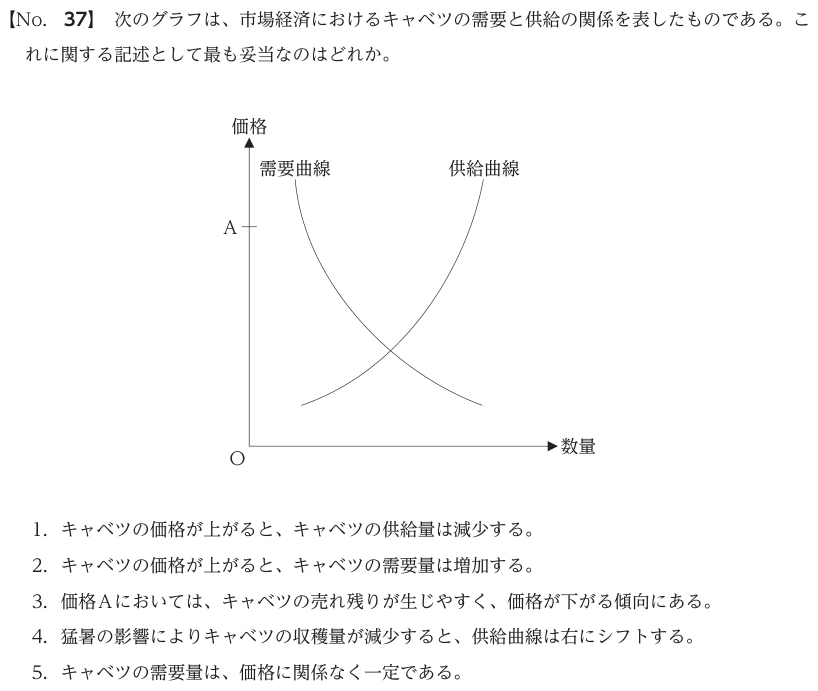 【No. 37】 次のグラフは、市場経済におけるキャベツの需要と供給の関係を表したものである。こ
れに関する記述として最も妥当なのはどれか。
価格
需要曲線
供給曲線
A
O
数量
1. キャベツの価格が上がると、キャベツの供給量は減少する。
2. キャベツの価格が上がると、キャベツの需要量は増加する。
3. 価格Aにおいては、キャベツの売れ残りが生じやすく、価格が下がる傾向にある。
4. 猛暑の影響によりキャベツの収穫量が減少すると、供給曲線は右にシフトする。
5. キャベツの需要量は、価格に関係なく一定である。